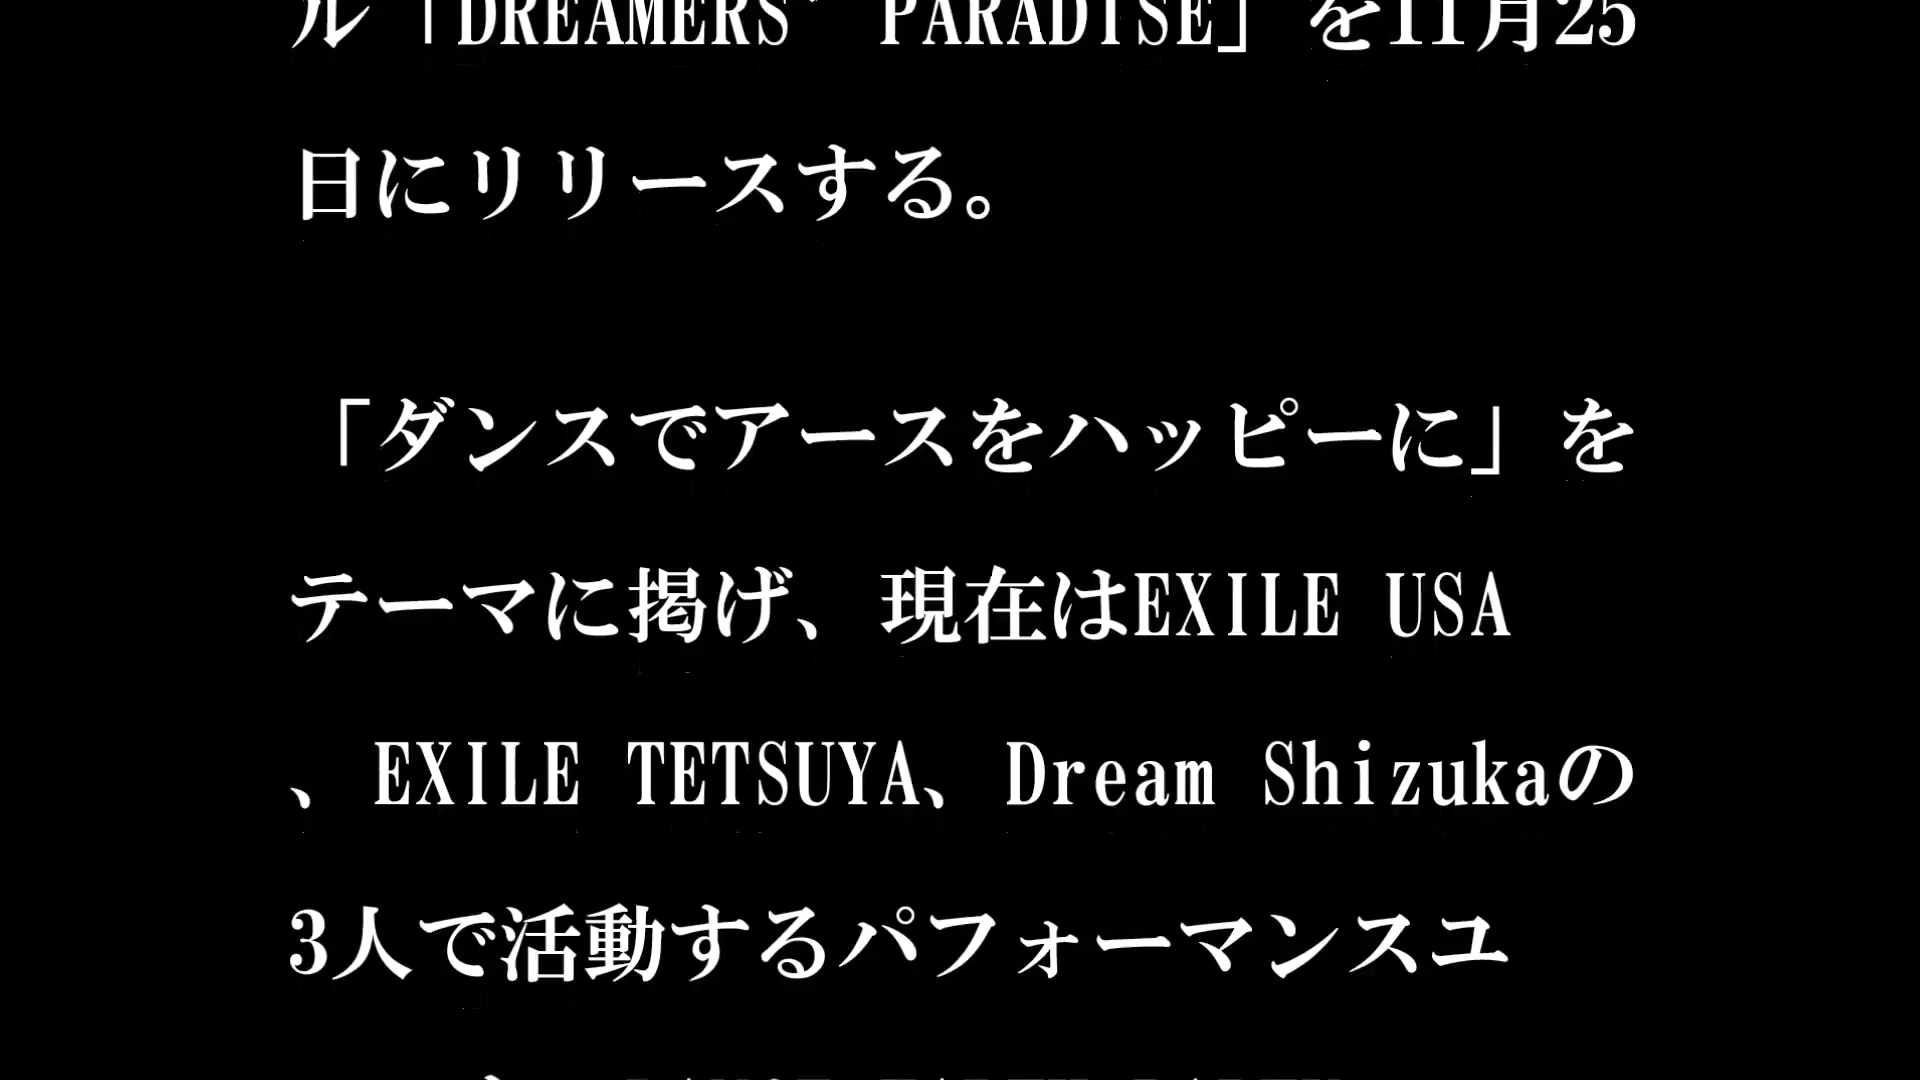 ル「DREAMERS' PARADISE」を11月25
日にリリースする。
「ダンスでアースをハッピーに」を
テーマに掲げ、現在はEXILE USA
、EXILE TETSUYA、Dream Shizukaの
3人で活動するパフォーマンスユ